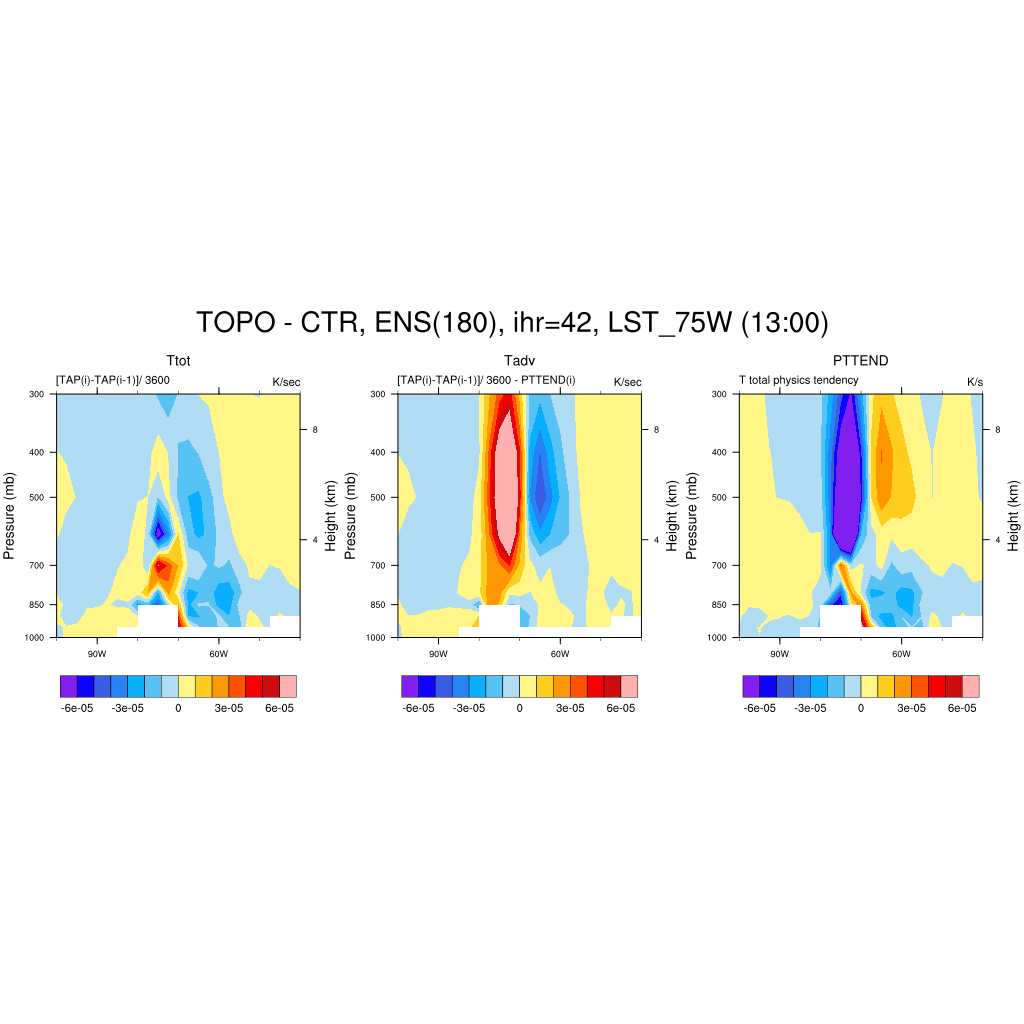 TOPO - CTR, ENS(180), ihr=42, LST_75W (13:00)
Ttot
[TAP(i)-TAP(i-1)]/ 3600 K/sec
300
400
500
700
850
1000
Pressure (mb)
8
4
Height (km)
90W 60W
-6e-05 -3e-05 0 3e-05 6e-05
Tadv
[TAP(i)-TAP(i-1)]/ 3600 - PTTEND(i) K/sec
300
400
500
700
850
1000
Pressure (mb)
8
4
Height (km)
90W 60W
-6e-05 -3e-05 0 3e-05 6e-05
PTTEND
T total physics tendency K/s
300
400
500
700
850
1000
Pressure (mb)
8
4
Height (km)
90W 60W
-6e-05 -3e-05 0 3e-05 6e-05